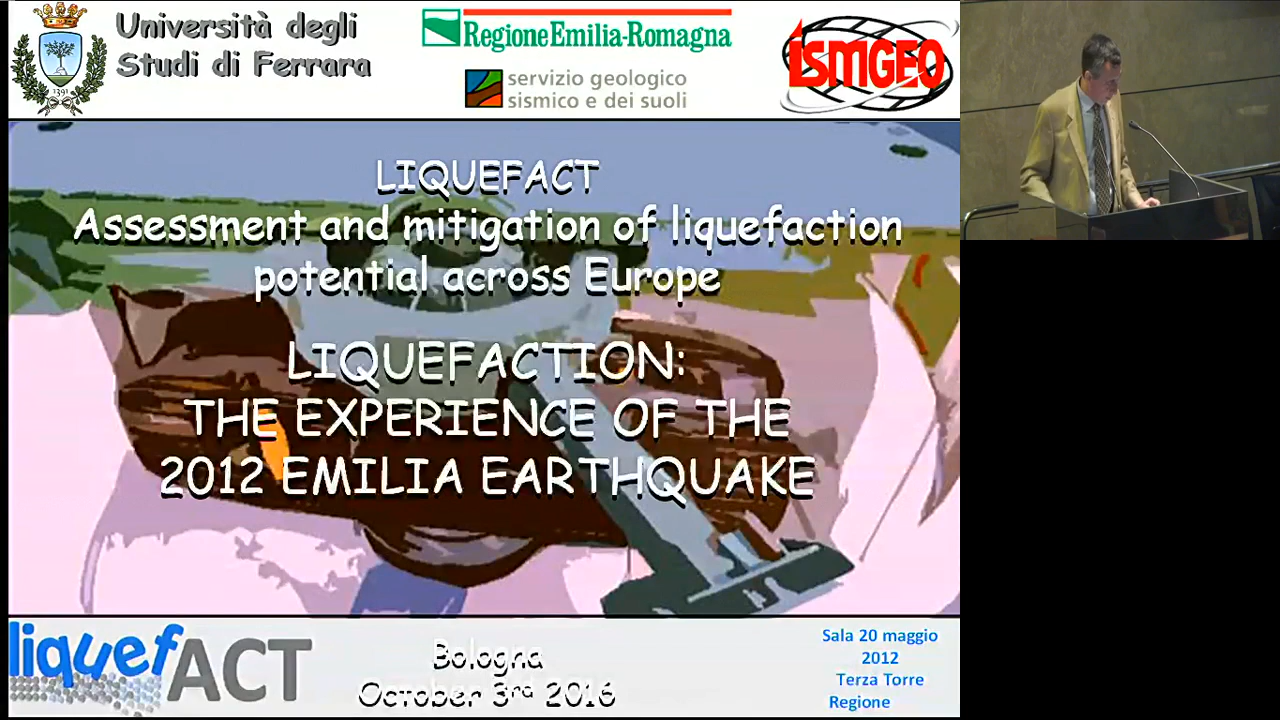 Università degli
Studi di Ferrara
1391
RegioneEmilia-Romagna
servizio geologico
sismico e dei suoli
ISMGEO
LIQUEFACT
Assessment and mitigation of liquefaction
potential across Europe
LIQUEFACTION:
THE EXPERIENCE OF THE
2012 EMILIA EARTHQUAKE
liquefACT
Bologna
October 3rd 2016
Sala 20 maggio
2012
Terza Torre
Regione